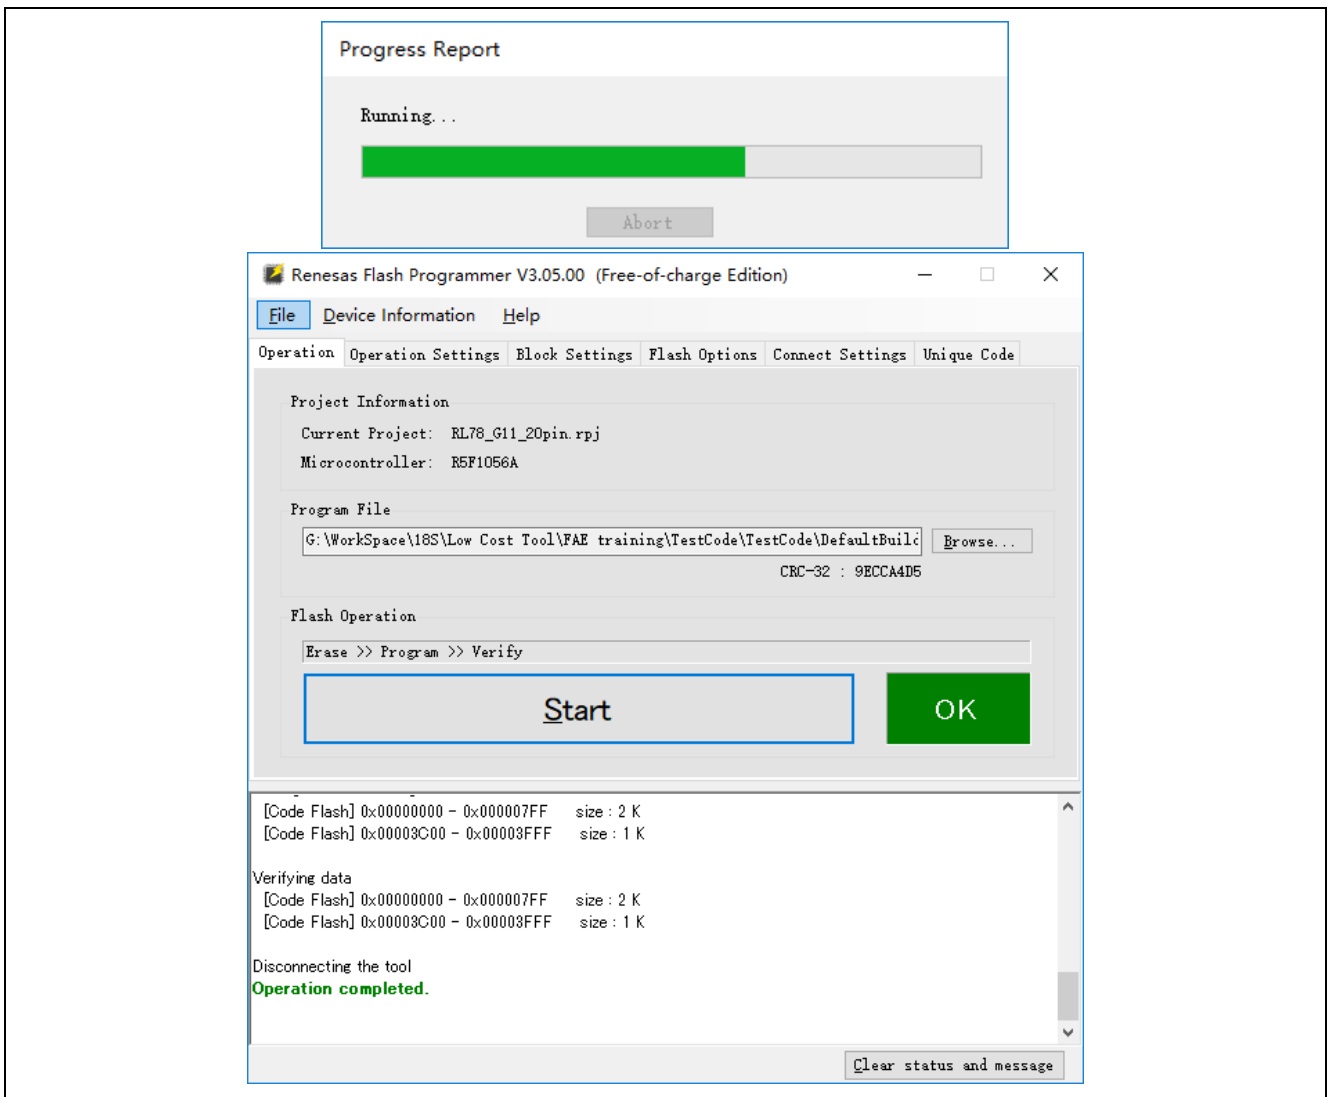 Progress Report
Running...
Abort
Renesas Flash Programmer V3.05.00 (Free-of-charge Edition)
File Device Information Help
Operation Operation Settings Block Settings Flash Options Connect Settings Unique Code
Project Information
Current Project: RL78_G11_20pin.rpj
Microcontroller: R5F1056A
Program File
G:\WorkSpace\18S\Low Cost Tool\FAE training\TestCode\TestCode\DefaultBuild Browse...
CRC-32 : 9ECCA4D5
Flash Operation
Erase >> Program >> Verify
Start OK
[Code Flash] 0x00000000 - 0x000007FF size : 2 K
[Code Flash] 0x00003C00 - 0x00003FFF size : 1 K
Verifying data
[Code Flash] 0x00000000 - 0x000007FF size : 2 K
[Code Flash] 0x00003C00 - 0x00003FFF size : 1 K
Disconnecting the tool
Operation completed.
Clear status and message